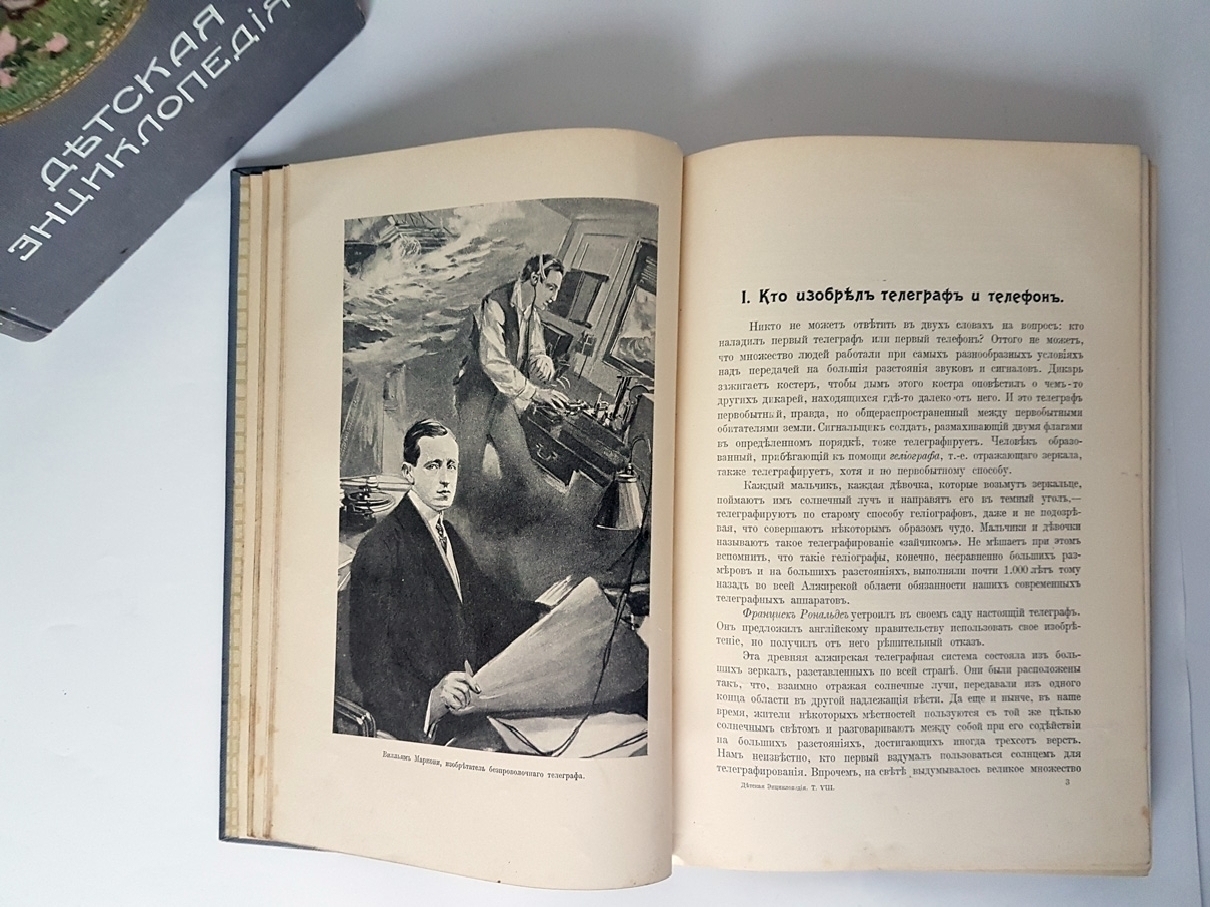 ДѢТСКАЯ
ЭНЦИКЛОПЕДІЯ
Вилльямъ Маркони, изобрѣтатель безпроволочнаго телеграфа.
I. Кто изобрѣлъ телеграфъ и телефонъ.
Никто не можетъ отвѣтить въ двухъ словахъ на вопросъ: кто
наладилъ первый телеграфъ или первый телефонъ? Оттого не можетъ,
что множество людей работали при самыхъ разнообразныхъ условіяхъ
надъ передачей на большія разстоянія звуковъ и сигналовъ. Дикарь
зажигаетъ костеръ, чтобы дымъ этого костра оповѣстилъ о чемъ-то
другихъ дикарей, находящихся гдѣ-то далеко отъ него. И это телеграфъ
первобытный, правда, но общераспространенный между первобытными
обитателями земли. Сигнальщикъ солдатъ, размахивающій двумя флагами
въ опредѣленномъ порядкѣ, тоже телеграфируетъ. Человѣкъ образо-
ванный, прибѣгающій къ помощи геліографа, т.-е. отражающаго зеркала,
также телеграфируетъ, хотя и по первобытному способу.
Каждый мальчикъ, каждая дѣвочка, которые возьмутъ зеркальце,
поймаютъ имъ солнечный лучъ и направятъ его въ темный уголъ,—
телеграфируютъ по старому способу геліографовъ, даже и не подозрѣ-
вая, что совершаютъ нѣкоторымъ образомъ чудо. Мальчики и дѣвочки
называютъ такое телеграфированіе «зайчикомъ». Не мѣшаетъ при этомъ
вспомнить, что такіе геліографы, конечно, несравненно большихъ раз-
мѣровъ и на большихъ разстояніяхъ, выполняли почти 1.000 лѣтъ тому
назадъ во всей Алжирской области обязанности нашихъ современныхъ
телеграфныхъ аппаратовъ.
Францискъ Рональдсъ устроилъ въ своемъ саду настоящій телеграфъ.
Онъ предложилъ англійскому правительству использовать свое изобрѣ-
теніе, но получилъ отъ него рѣшительный отказъ.
Эта древняя алжирская телеграфная система состояла изъ боль-
шихъ зеркалъ, разставленныхъ по всей странѣ. Они были расположены
такъ, что, взаимно отражая солнечные лучи, передавали изъ одного
конца области въ другой надлежащія вѣсти. Да еще и нынче, въ наше
время, жители нѣкоторыхъ мѣстностей пользуются съ той же цѣлью
солнечнымъ свѣтомъ и разговариваютъ между собой при его содѣйствіи
на большихъ разстояніяхъ, достигающихъ иногда трехсотъ верстъ.
Намъ неизвѣстно, кто первый вздумалъ пользоваться солнцемъ для
телеграфированія. Впрочемъ, на свѣтѣ выдумывалось великое множество
Дѣтская Энциклопедія. Т. VIII.
3